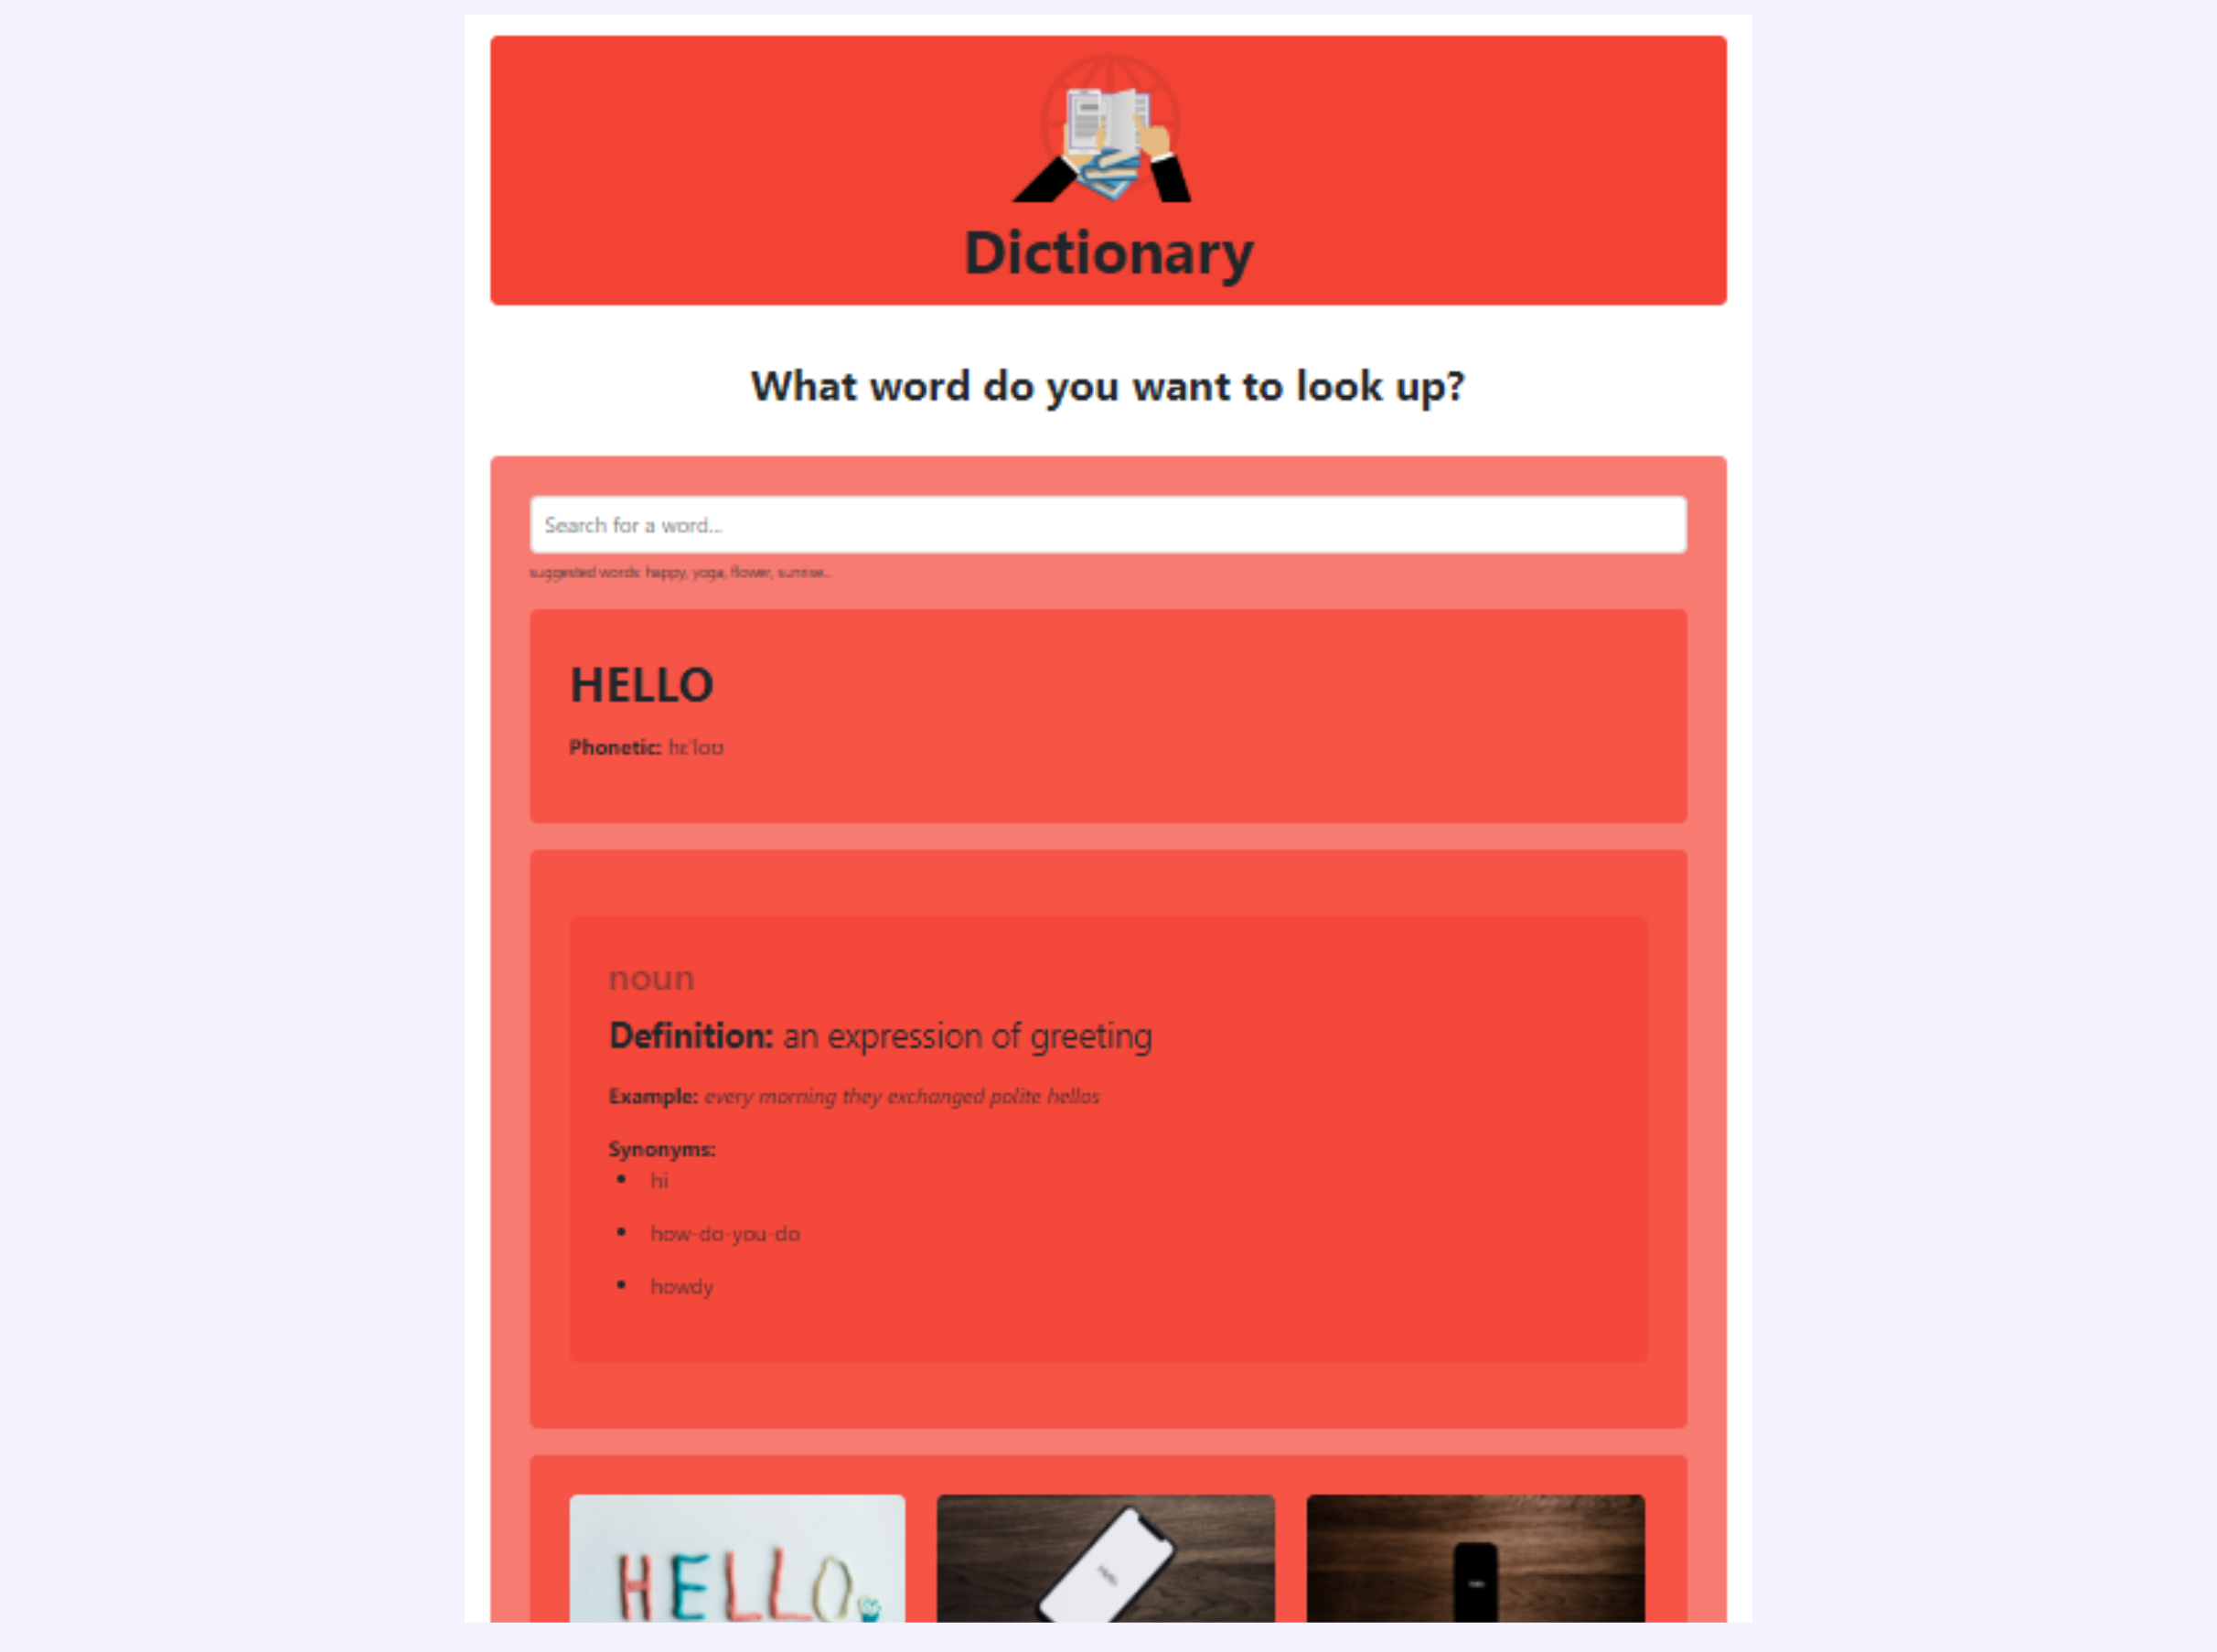 Dictionary
What word do you want to look up?
Search for a word...
suggested words: happy, yoga, flower, sunrise...
HELLO
Phonetic: hɛˈloʊ
noun
Definition: an expression of greeting
Example: every morning they exchanged polite hellos
Synonyms:
hi
how-do-you-do
howdy
HELLO
Hello